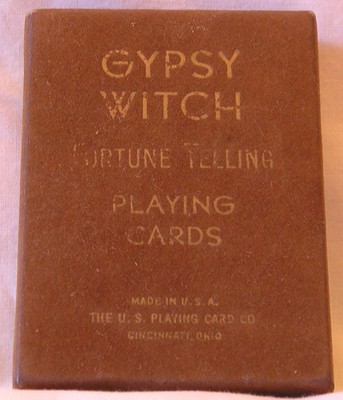 GYPSY
WITCH
FORTUNE TELLING
PLAYING
CARDS
MADE IN U.S.A.
THE U.S. PLAYING CARD CO.
CINCINNATI, OHIO